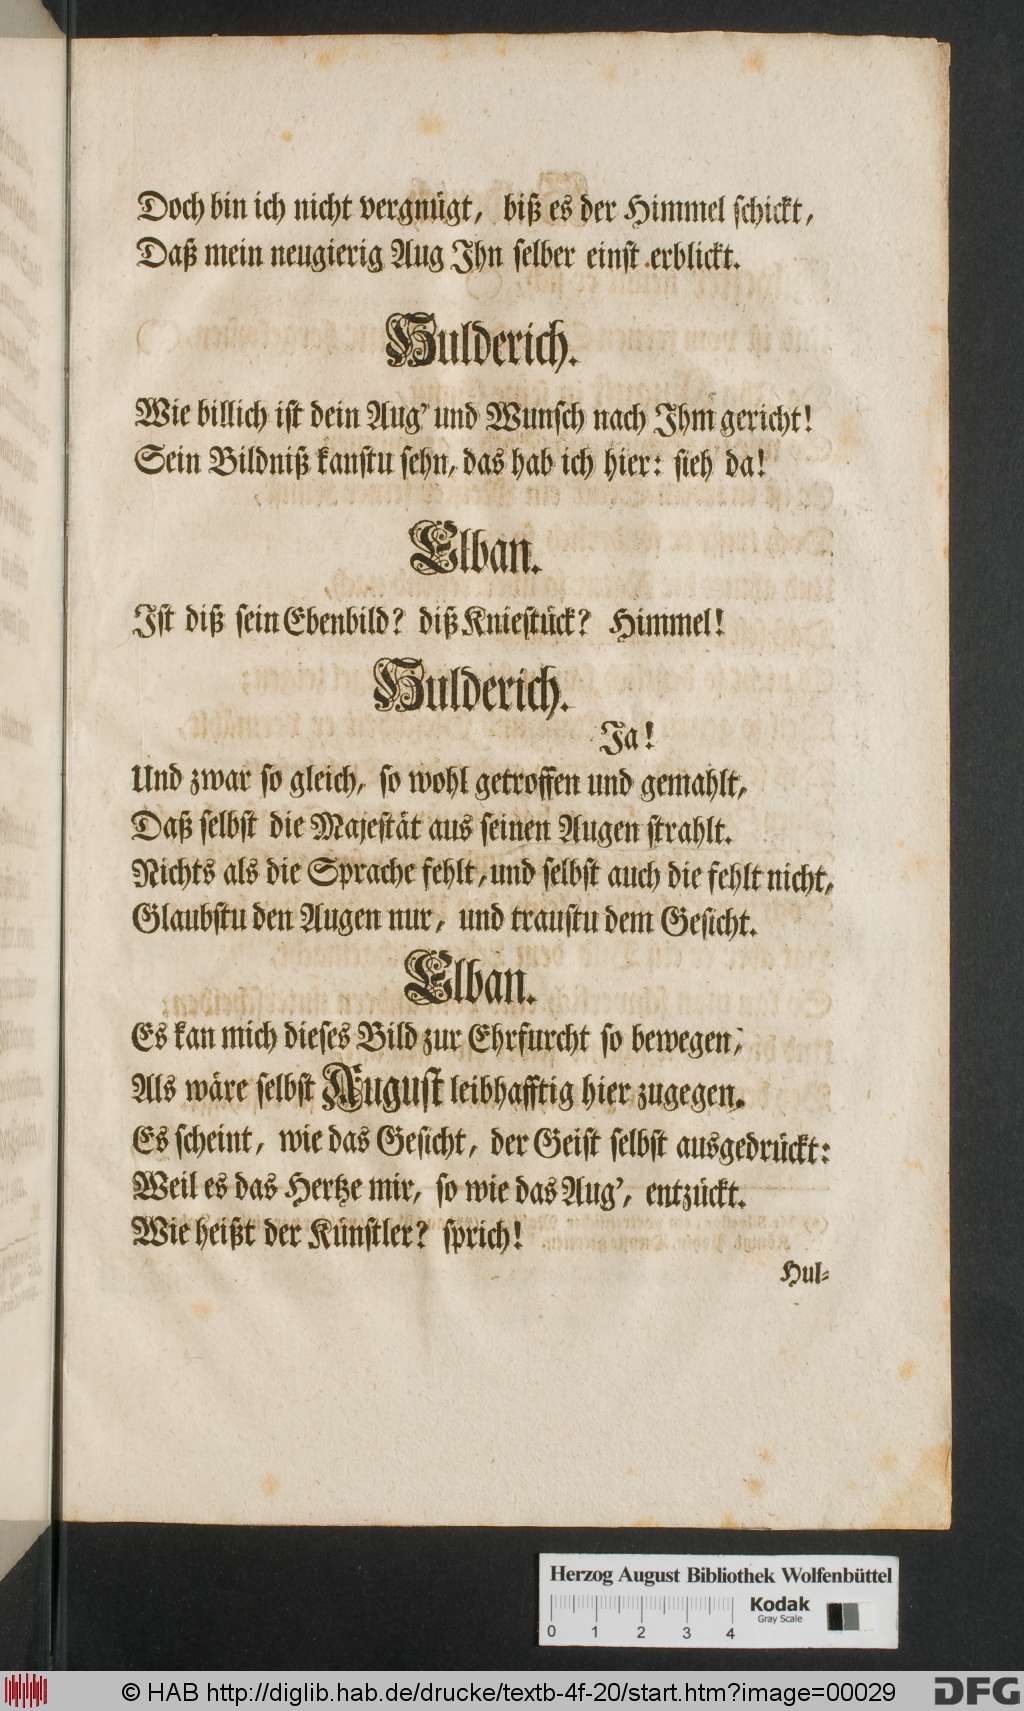 Doch bin ich nicht vergnügt, biß es der Himmel schickt,
Daß mein neugierig Aug Ihn selber einst erblickt.
Hulderich.
Wie billich ist dein Aug' und Wunsch nach Ihm gericht!
Sein Bildniß kanstu sehn, das hab ich hier: sieh da!
Elban.
Ist diß sein Ebenbild? diß Kniestück? Himmel!
Hulderich.
Ja!
Und zwar so gleich, so wohl getroffen und gemahlt,
Daß selbst die Majestät aus seinen Augen strahlt.
Nichts als die Sprache fehlt, und selbst auch die fehlt nicht,
Glaubstu den Augen nur, und traustu dem Gesicht.
Elban.
Es kan mich dieses Bild zur Ehrfurcht so bewegen,
Als wäre selbst August leibhafftig hier zugegen.
Es scheint, wie das Gesicht, der Geist selbst ausgedrückt:
Weil es das Hertze mir, so wie das Aug', entzückt.
Wie heißt der Künstler? sprich!
Hul-
Herzog August Bibliothek Wolfenbüttel
Kodak
Gray Scale
0 1 2 3 4
© HAB http://diglib.hab.de/drucke/textb-4f-20/start.htm?image=00029
DFG